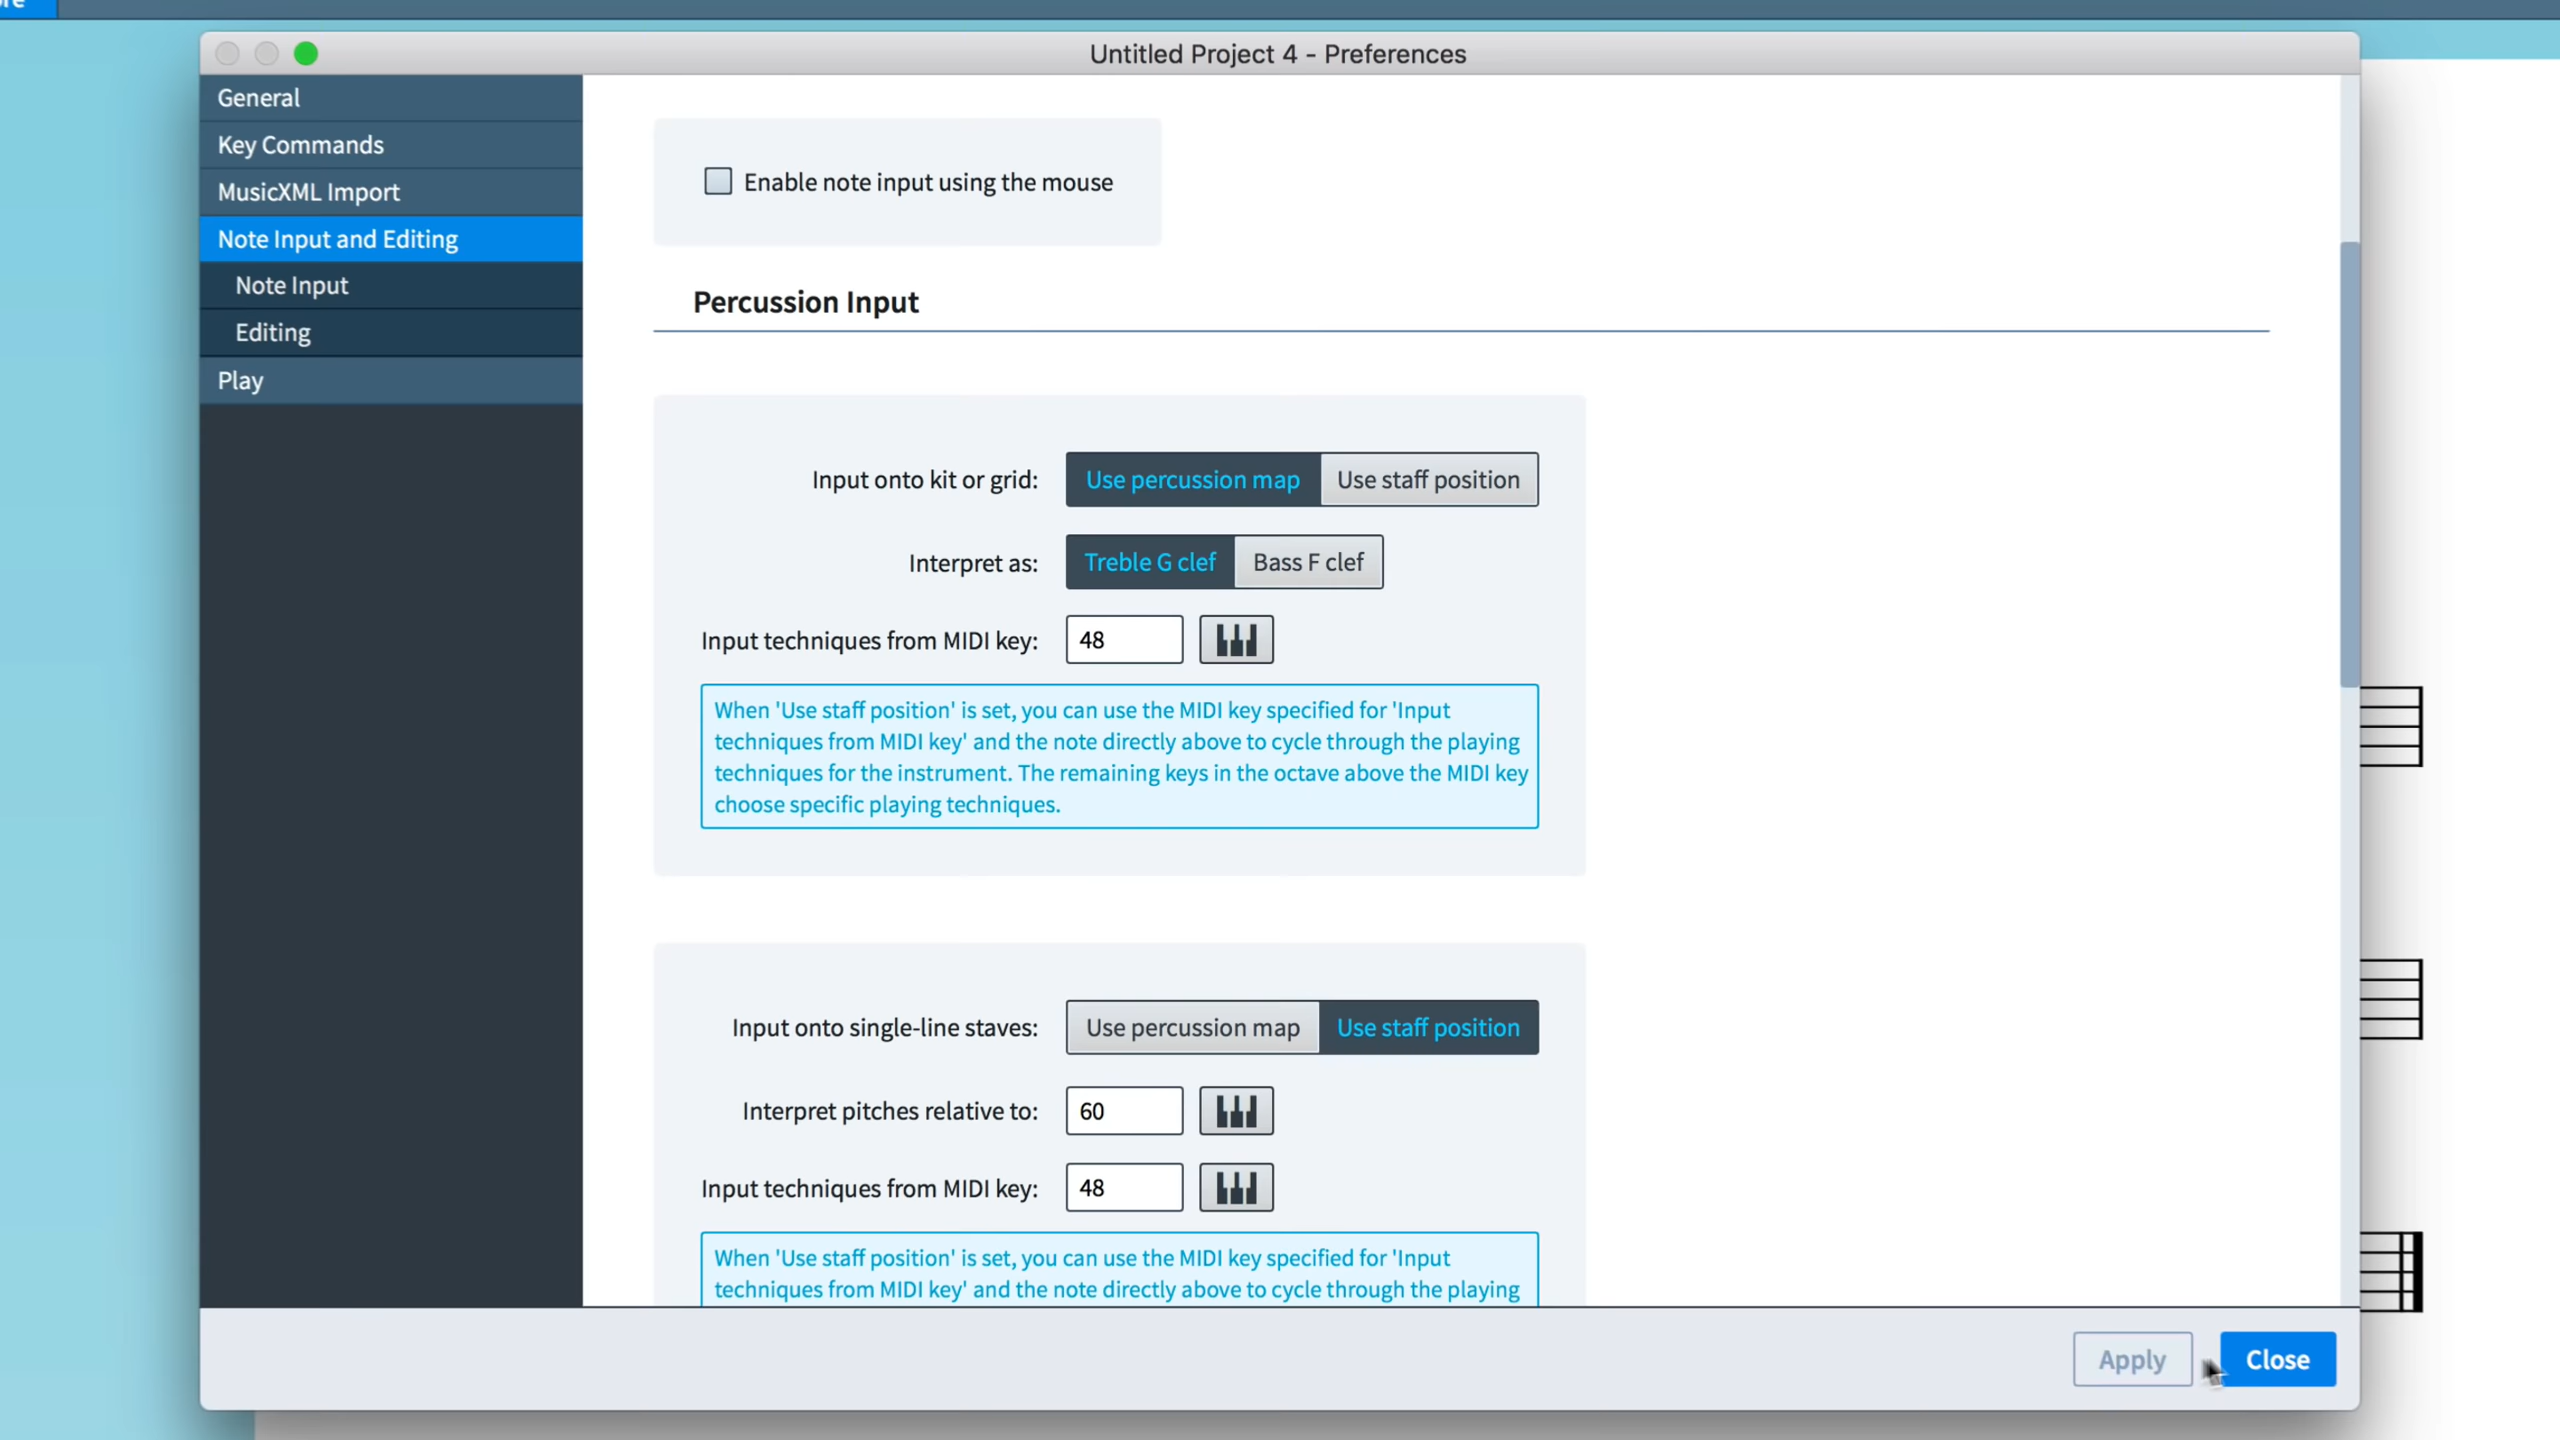 Untitled Project 4 - Preferences
General
Key Commands
MusicXML Import
Note Input and Editing
Note Input
Editing
Play
Enable note input using the mouse
Percussion Input
Input onto kit or grid: Use percussion map Use staff position
Interpret as: Treble G clef Bass F clef
Input techniques from MIDI key: 48
When 'Use staff position' is set, you can use the MIDI key specified for 'Input
techniques from MIDI key' and the note directly above to cycle through the playing
techniques for the instrument. The remaining keys in the octave above the MIDI key
choose specific playing techniques.
Input onto single-line staves: Use percussion map Use staff position
Interpret pitches relative to: 60
Input techniques from MIDI key: 48
When 'Use staff position' is set, you can use the MIDI key specified for 'Input
techniques from MIDI key' and the note directly above to cycle through the playing
Apply Close